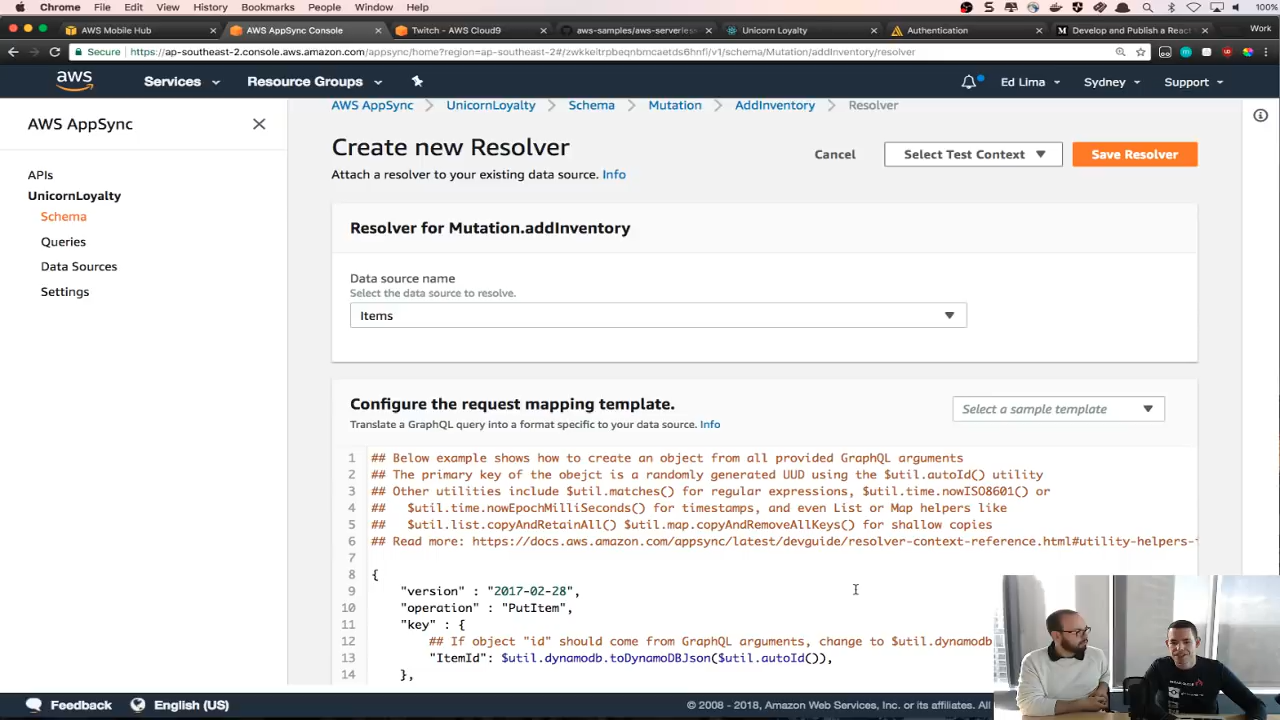 Chrome File Edit View History Bookmarks People Window Help 100%
AWS Mobile Hub AWS AppSync Console Twitch - AWS Cloud9 aws-samples/aws-serverless Unicorn Loyalty Authentication Develop and Publish a React Work
Secure https://ap-southeast-2.console.aws.amazon.com/appsync/home?region=ap-southeast-2#/zwkkeitrpbeqnbmcaetds6hnfi/v1/schema/Mutation/addInventory/resolver
aws Services Resource Groups Ed Lima Sydney Support
AWS AppSync
APIs
UnicornLoyalty
Schema
Queries
Data Sources
Settings
AWS AppSync UnicornLoyalty Schema Mutation AddInventory Resolver
Create new Resolver
Cancel Select Test Context Save Resolver
Attach a resolver to your existing data source. Info
Resolver for Mutation.addInventory
Data source name
Select the data source to resolve.
Items
Configure the request mapping template.
Select a sample template
Translate a GraphQL query into a format specific to your data source. Info
1 ## Below example shows how to create an object from all provided GraphQL arguments
2 ## The primary key of the obejct is a randomly generated UUD using the $util.autoId() utility
3 ## Other utilities include $util.matches() for regular expressions, $util.time.nowISO8601() or
4 ## $util.time.nowEpochMilliSeconds() for timestamps, and even List or Map helpers like
5 ## $util.list.copyAndRetainAll() $util.map.copyAndRemoveAllKeys() for shallow copies
6 ## Read more: https://docs.aws.amazon.com/appsync/latest/devguide/resolver-context-reference.html#utility-helpers-
7
8 {
9 "version" : "2017-02-28",
10 "operation" : "PutItem",
11 "key" : {
12 ## If object "id" should come from GraphQL arguments, change to $util.dynamodb
13 "ItemId": $util.dynamodb.toDynamoDBJson($util.autoId()),
14 },
Feedback English (US) © 2008 - 2018, Amazon Web Services, Inc. or its affiliates. All